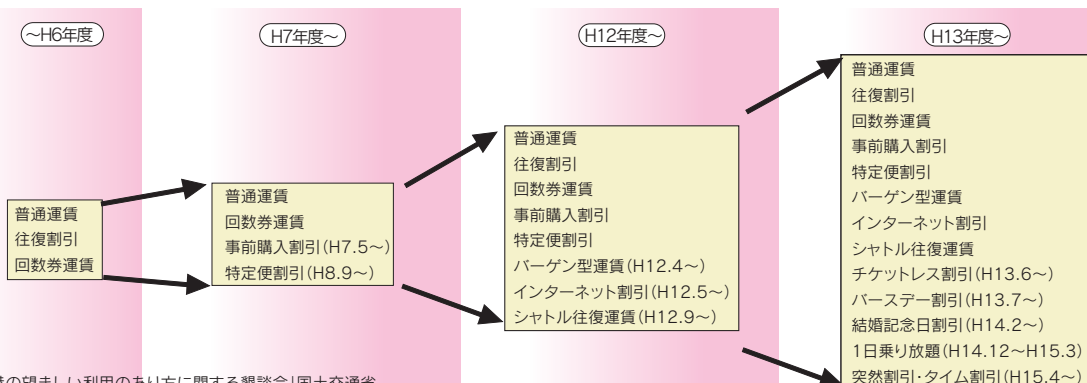 ～H6年度
普通運賃
往復割引
回数券運賃
H7年度～
普通運賃
回数券運賃
事前購入割引（H7.5～）
特定便割引（H8.9～）
H12年度～
普通運賃
往復割引
回数券運賃
事前購入割引
特定便割引
バーゲン型運賃（H12.4～）
インターネット割引（H12.5～）
シャトル往復運賃（H12.9～）
H13年度～
普通運賃
往復割引
回数券運賃
事前購入割引
特定便割引
バーゲン型運賃
インターネット割引
シャトル往復運賃
チケットレス割引（H13.6～）
バースデー割引（H13.7～）
結婚記念日割引（H14.2～）
1日乗り放題（H14.12～H15.3）
突然割引・タイム割引（H15.4～）
の望ましい利用のあり方に関する懇談会」国土交通省